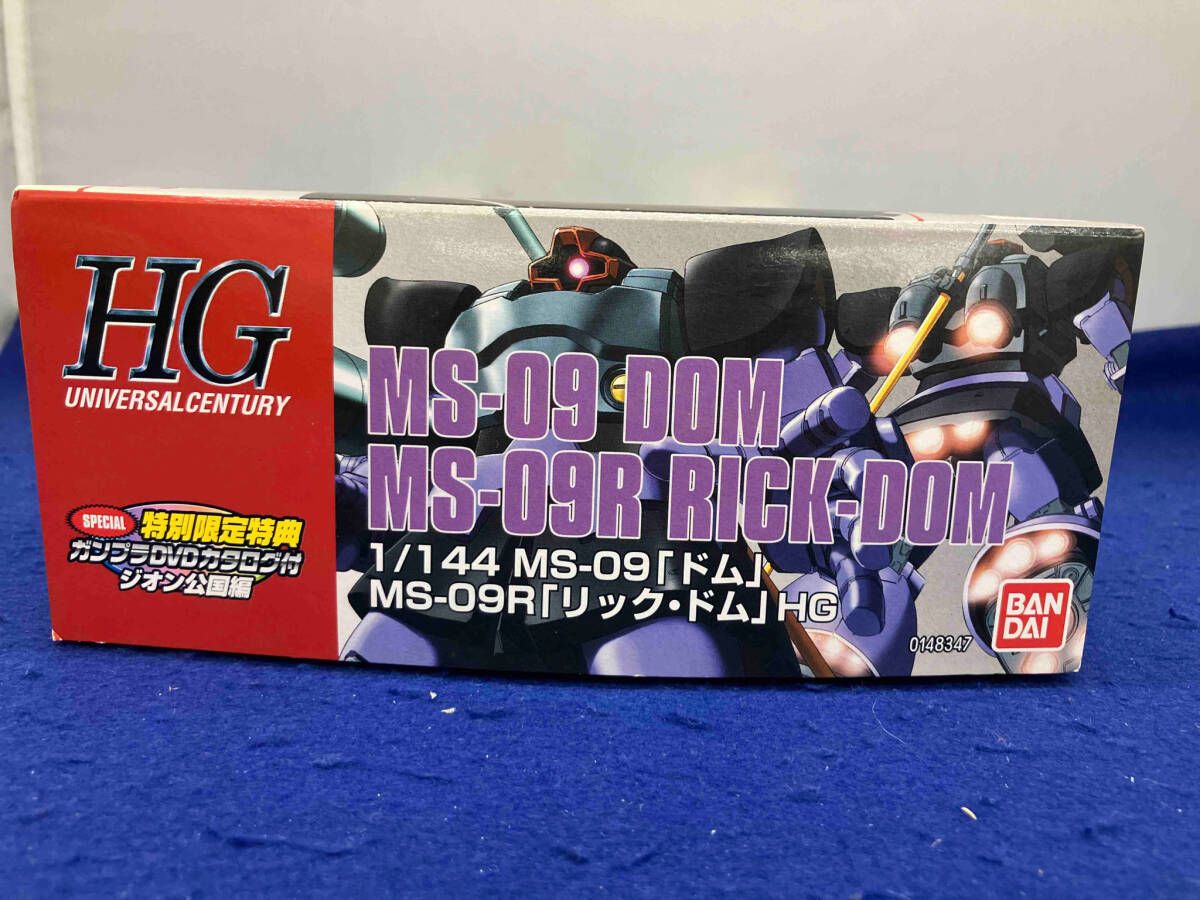 HG
UNIVERSALCENTURY
SPECIAL
特別限定特典
ガンプラDVDカタログ付
ジオン公国編
MS-09 DOM
MS-09R RICK-DOM
1/144 MS-09「ドム」
MS-09R「リック・ドム」HG
0148347
BAN
DAI